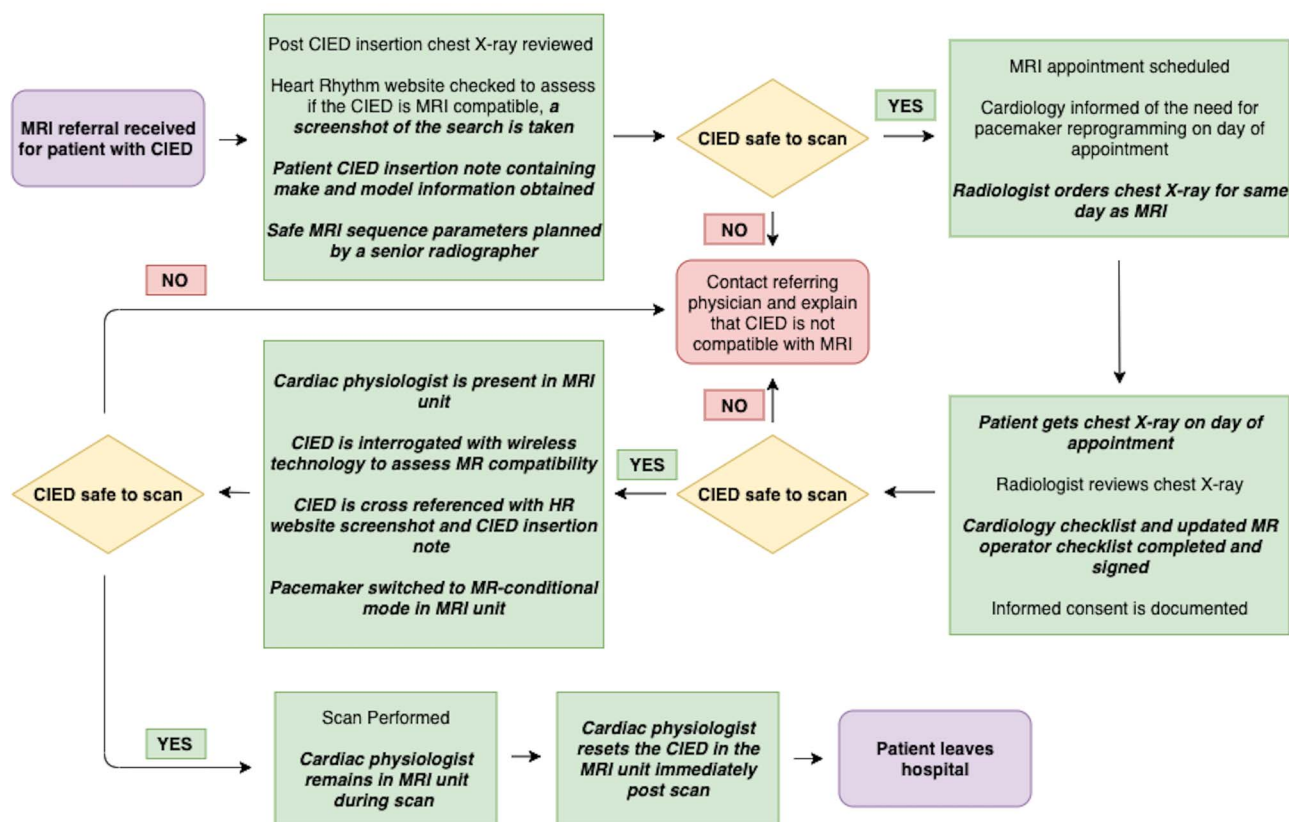 MRI referral received
for patient with CIED
Post CIED insertion chest X-ray reviewed
Heart Rhythm website checked to assess
if the CIED is MRI compatible, a
screenshot of the search is taken
Patient CIED insertion note containing
make and model information obtained
Safe MRI sequence parameters planned
by a senior radiographer
CIED safe to scan
YES
MRI appointment scheduled
Cardiology informed of the need for
pacemaker reprogramming on day of
appointment
Radiologist orders chest X-ray for same
day as MRI
NO
Contact referring
physician and explain
that CIED is not
compatible with MRI
Patient gets chest X-ray on day of
appointment
Radiologist reviews chest X-ray
Cardiology checklist and updated MR
operator checklist completed and
signed
Informed consent is documented
CIED safe to scan
NO
YES
Cardiac physiologist is present in MRI
unit
CIED is interrogated with wireless
technology to assess MR compatibility
CIED is cross referenced with HR
website screenshot and CIED insertion
note
Pacemaker switched to MR-conditional
mode in MRI unit
CIED safe to scan
NO
YES
Scan Performed
Cardiac physiologist
remains in MRI unit
during scan
Cardiac physiologist
resets the CIED in the
MRI unit immediately
post scan
Patient leaves
hospital